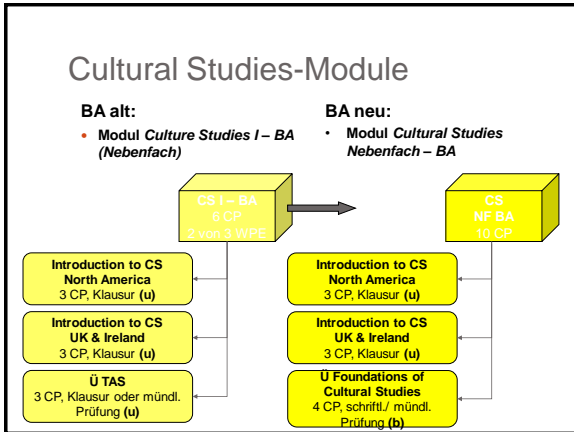 Cultural Studies-Module
BA alt:
• Modul Culture Studies I – BA
(Nebenfach)
BA neu:
• Modul Cultural Studies
Nebenfach – BA
CS I – BA
6 CP
2 von 3 WPF
CS
NF BA
10 CP
Introduction to CS
North America
3 CP, Klausur (u)
Introduction to CS
UK & Ireland
3 CP, Klausur (u)
Ü TAS
3 CP, Klausur oder mündl.
Prüfung (u)
Introduction to CS
North America
3 CP, Klausur (u)
Introduction to CS
UK & Ireland
3 CP, Klausur (u)
Ü Foundations of
Cultural Studies
4 CP, schriftl./ mündl.
Prüfung (b)